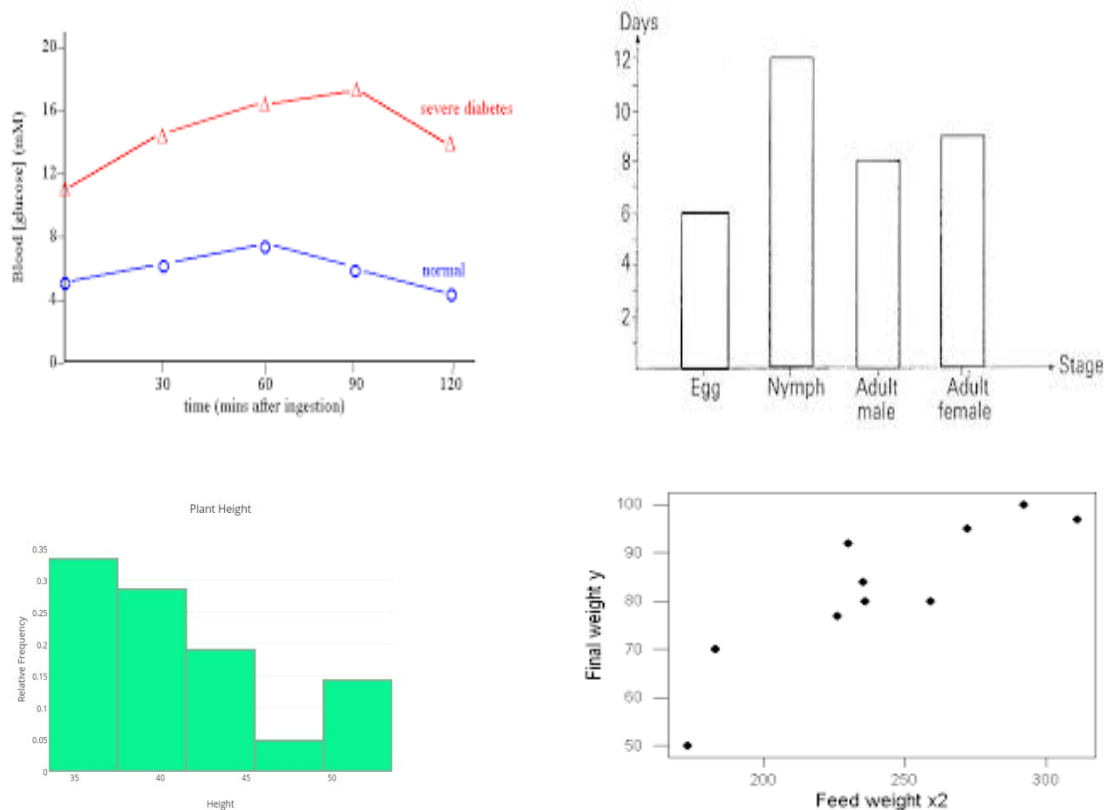 20
16
12
8
4
0
Blood [glucose] (mM)
severe diabetes
normal
30 60 90 120
time (mins after ingestion)
Days
12
10
8
6
4
2
Stage
Egg Nymph Adult male Adult female
Plant Height
0.35
0.3
0.25
0.2
0.15
0.1
0.05
0
Relative Frequency
35 40 45 50
Height
100
90
80
70
60
50
Final weight y
200 250 300
Feed weight x2